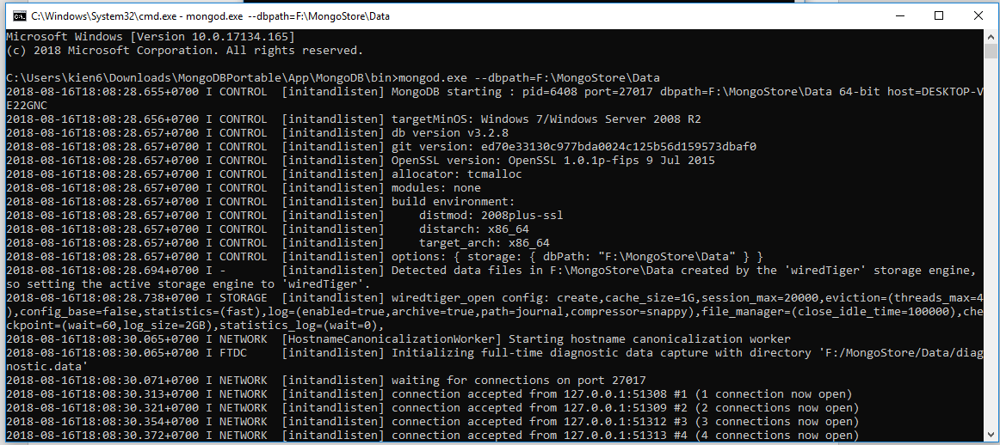 C:\Windows\System32\cmd.exe - mongod.exe --dbpath=F:\MongoStore\Data
Microsoft Windows [Version 10.0.17134.165]
(c) 2018 Microsoft Corporation. All rights reserved.
C:\Users\kien6\Downloads\MongoDBPortable\App\MongoDB\bin>mongod.exe --dbpath=F:\MongoStore\Data
2018-08-16T18:08:28.655+0700 I CONTROL  [initandlisten] MongoDB starting : pid=6408 port=27017 dbpath=F:\MongoStore\Data 64-bit host=DESKTOP-V
E22GNC
2018-08-16T18:08:28.656+0700 I CONTROL  [initandlisten] targetMinOS: Windows 7/Windows Server 2008 R2
2018-08-16T18:08:28.657+0700 I CONTROL  [initandlisten] db version v3.2.8
2018-08-16T18:08:28.657+0700 I CONTROL  [initandlisten] git version: ed70e33130c977bda0024c125b56d159573dbaf0
2018-08-16T18:08:28.657+0700 I CONTROL  [initandlisten] OpenSSL version: OpenSSL 1.0.1p-fips 9 Jul 2015
2018-08-16T18:08:28.657+0700 I CONTROL  [initandlisten] allocator: tcmalloc
2018-08-16T18:08:28.657+0700 I CONTROL  [initandlisten] modules: none
2018-08-16T18:08:28.657+0700 I CONTROL  [initandlisten] build environment:
2018-08-16T18:08:28.657+0700 I CONTROL  [initandlisten]     distmod: 2008plus-ssl
2018-08-16T18:08:28.657+0700 I CONTROL  [initandlisten]     distarch: x86_64
2018-08-16T18:08:28.657+0700 I CONTROL  [initandlisten]     target_arch: x86_64
2018-08-16T18:08:28.657+0700 I CONTROL  [initandlisten] options: { storage: { dbPath: "F:\MongoStore\Data" } }
2018-08-16T18:08:28.694+0700 I -        [initandlisten] Detected data files in F:\MongoStore\Data created by the 'wiredTiger' storage engine,
so setting the active storage engine to 'wiredTiger'.
2018-08-16T18:08:28.738+0700 I STORAGE  [initandlisten] wiredtiger_open config: create,cache_size=1G,session_max=20000,eviction=(threads_max=4
),config_base=false,statistics=(fast),log=(enabled=true,archive=true,path=journal,compressor=snappy),file_manager=(close_idle_time=100000),che
ckpoint=(wait=60,log_size=2GB),statistics_log=(wait=0),
2018-08-16T18:08:30.065+0700 I NETWORK  [HostnameCanonicalizationWorker] Starting hostname canonicalization worker
2018-08-16T18:08:30.065+0700 I FTDC     [initandlisten] Initializing full-time diagnostic data capture with directory 'F:/MongoStore/Data/diag
nostic.data'
2018-08-16T18:08:30.071+0700 I NETWORK  [initandlisten] waiting for connections on port 27017
2018-08-16T18:08:30.313+0700 I NETWORK  [initandlisten] connection accepted from 127.0.0.1:51308 #1 (1 connection now open)
2018-08-16T18:08:30.321+0700 I NETWORK  [initandlisten] connection accepted from 127.0.0.1:51309 #2 (2 connections now open)
2018-08-16T18:08:30.354+0700 I NETWORK  [initandlisten] connection accepted from 127.0.0.1:51312 #3 (3 connections now open)
2018-08-16T18:08:30.372+0700 I NETWORK  [initandlisten] connection accepted from 127.0.0.1:51313 #4 (4 connections now open)